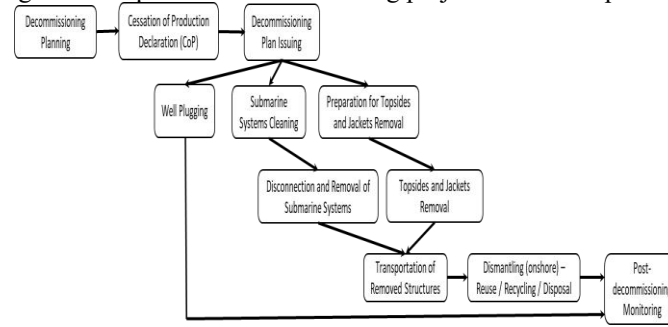 Decommissioning
Planning
Cessation of Production
Declaration (CoP)
Decommissioning
Plan Issuing
Well Plugging
Submarine
Systems Cleaning
Preparation for Topsides
and Jackets Removal
Disconnection and Removal of
Submarine Systems
Topsides and Jackets
Removal
Transportation of
Removed Structures
Dismantling (onshore) –
Reuse / Recycling / Disposal
Post-
decommissioning
Monitoring